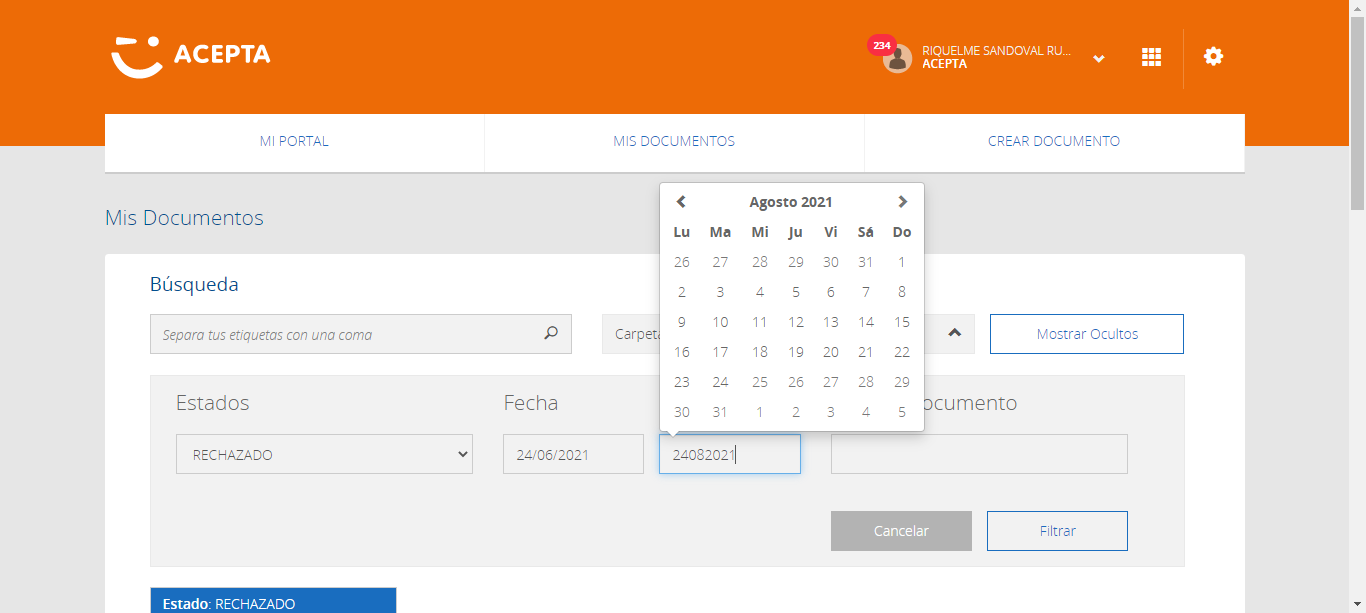 ACEPTA
234
RIQUELME SANDOVAL RU...
ACEPTA
MI PORTAL
MIS DOCUMENTOS
CREAR DOCUMENTO
Mis Documentos
Agosto 2021
Lu Ma Mi Ju Vi Sá Do
26 27 28 29 30 31 1
2 3 4 5 6 7 8
9 10 11 12 13 14 15
16 17 18 19 20 21 22
23 24 25 26 27 28 29
30 31 1 2 3 4 5
Búsqueda
Separa tus etiquetas con una coma
Carpeta
Mostrar Ocultos
Estados
Fecha
ocumento
RECHAZADO
24/06/2021
24082021
Cancelar
Filtrar
Estado: RECHAZADO